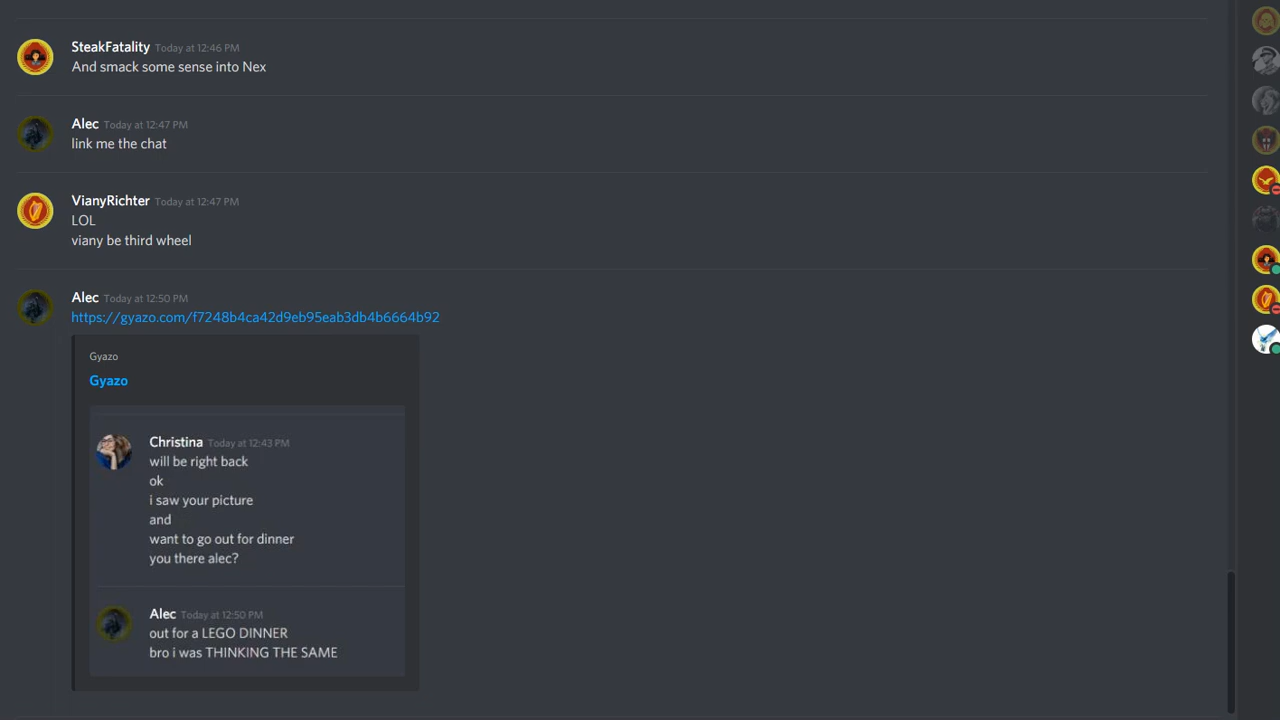 SteakFatality Today at 12:46 PM
And smack some sense into Nex
Alec Today at 12:47 PM
link me the chat
VianyRichter Today at 12:47 PM
LOL
viany be third wheel
Alec Today at 12:50 PM
https://gyazo.com/f7248b4ca42d9eb95eab3db4b6664b92
Gyazo
Gyazo
Christina Today at 12:43 PM
will be right back
ok
i saw your picture
and
want to go out for dinner
you there alec?
Alec Today at 12:50 PM
out for a LEGO DINNER
bro i was THINKING THE SAME